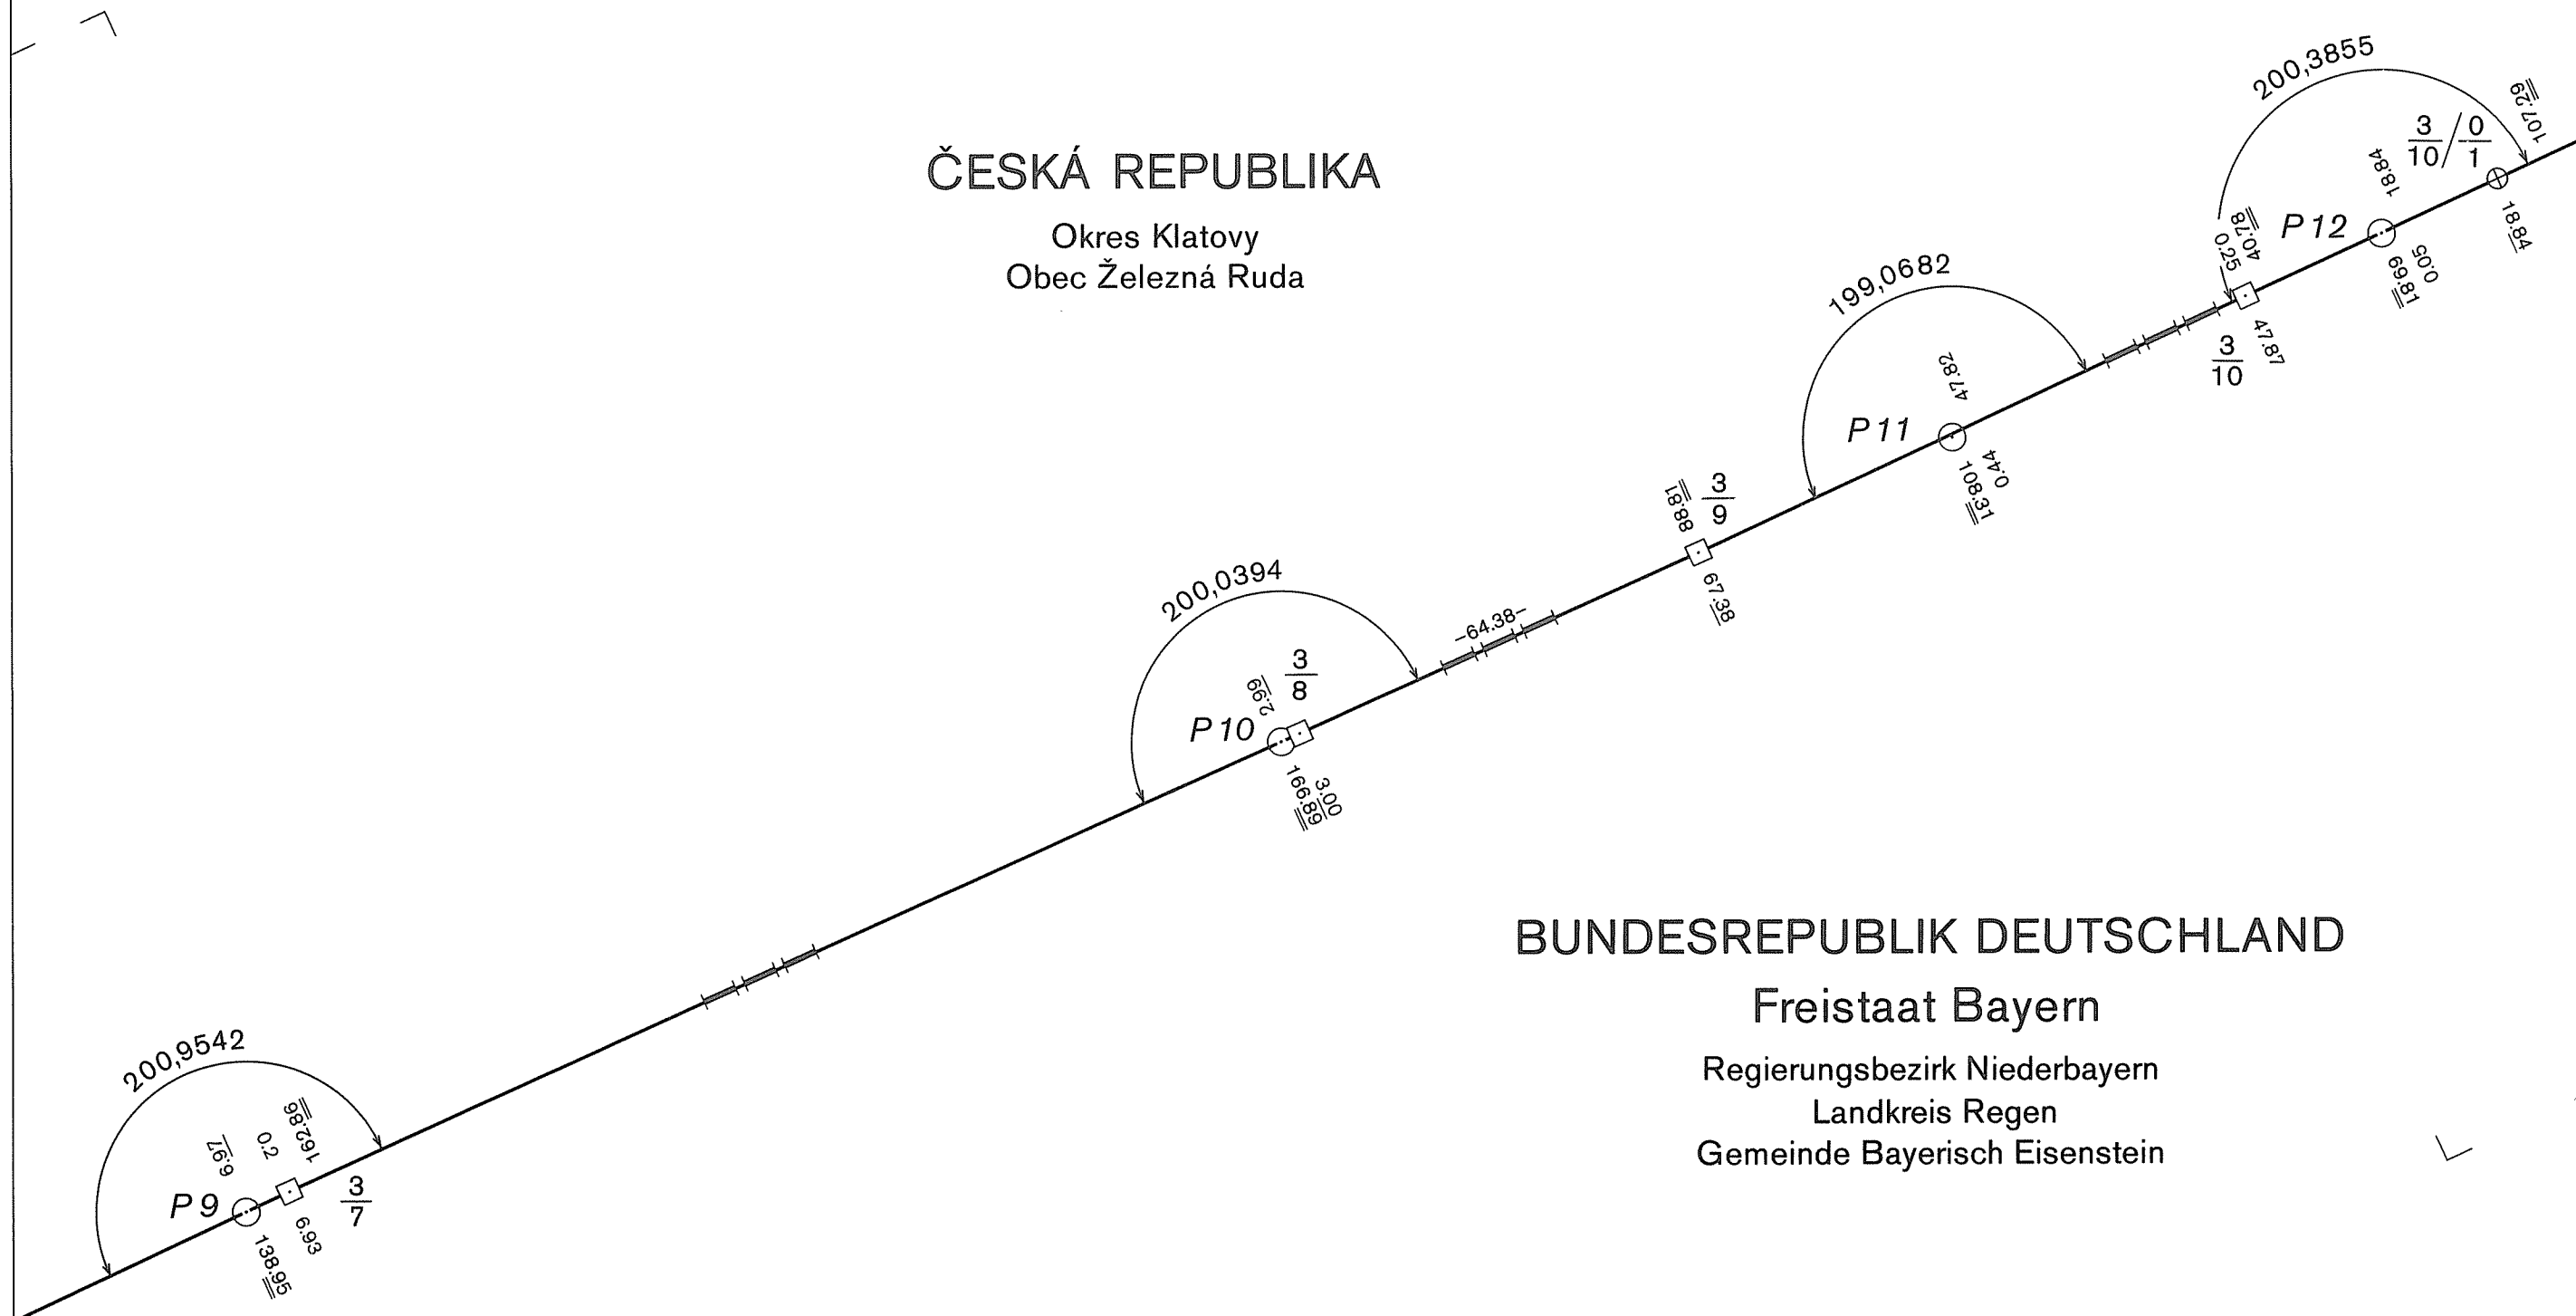 200,3855
107.29
3/10 / 0/1
18.84
18.84
P 12
40.78
0.25
0.05
69.81
47.87
3/10
ČESKÁ REPUBLIKA
Okres Klatovy
Obec Železná Ruda
199,0682
47.82
P 11
0.44
108.31
3/9
88.81
67.38
–64.38–
200,0394
3/8
2.99
P 10
3.00
166.89
BUNDESREPUBLIK DEUTSCHLAND
Freistaat Bayern
Regierungsbezirk Niederbayern
Landkreis Regen
Gemeinde Bayerisch Eisenstein
200,9542
162.86
0.2
6.97
P 9
3/7
6.93
138.95